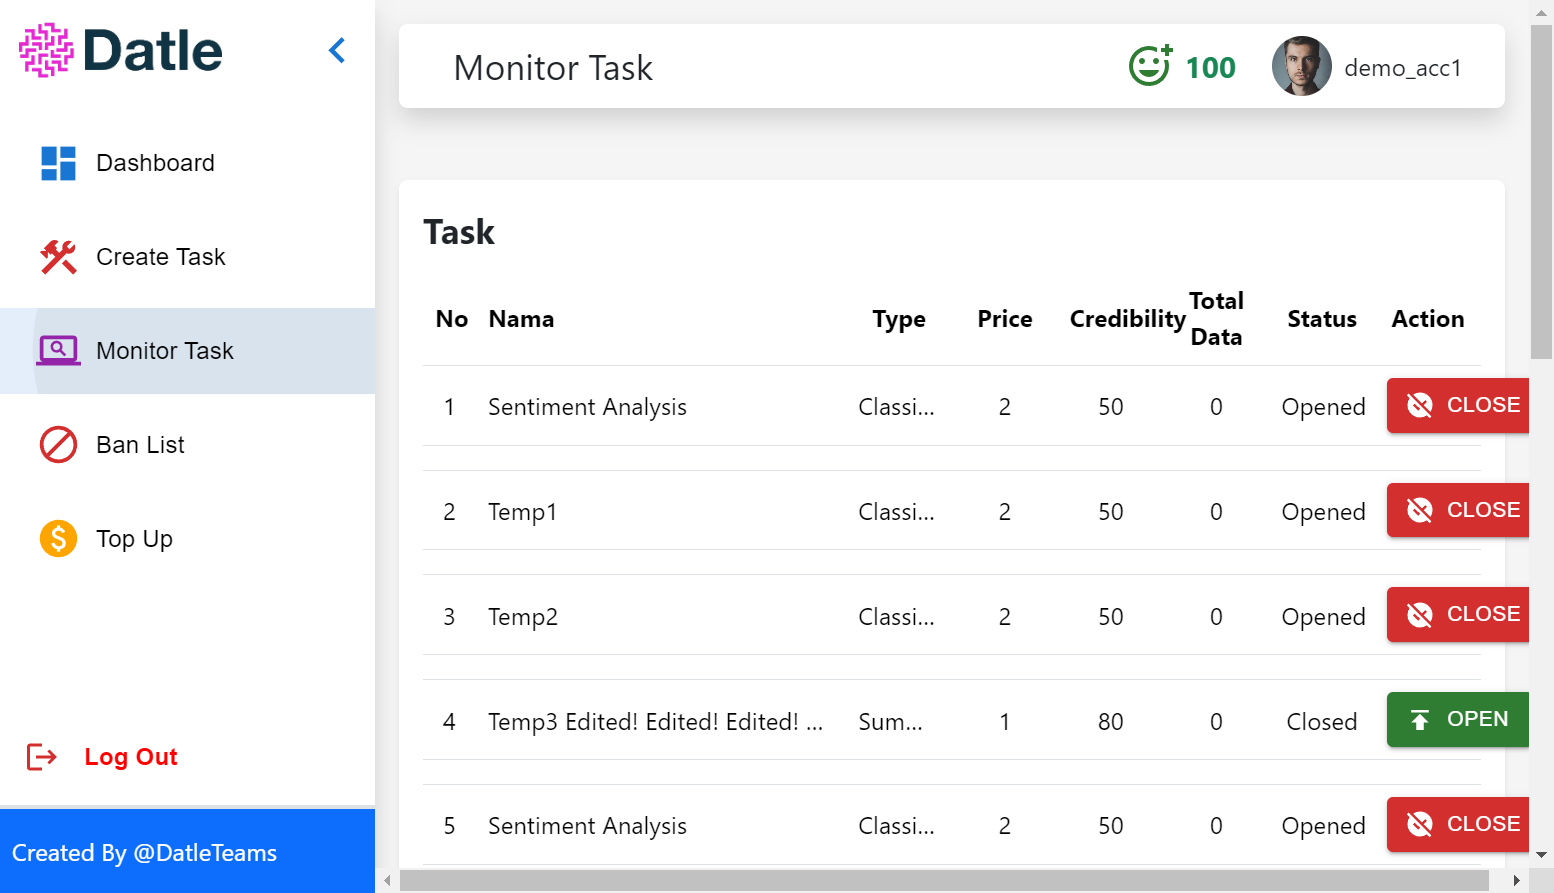 Datle
Monitor Task
100
demo_acc1
Dashboard
Create Task
Monitor Task
Ban List
Top Up
Log Out
Created By @DatleTeams
Task
No Nama Type Price Credibility Total Data Status Action
1 Sentiment Analysis Classi... 2 50 0 Opened CLOSE
2 Temp1 Classi... 2 50 0 Opened CLOSE
3 Temp2 Classi... 2 50 0 Opened CLOSE
4 Temp3 Edited! Edited! Edited! ... Sum... 1 80 0 Closed OPEN
5 Sentiment Analysis Classi... 2 50 0 Opened CLOSE